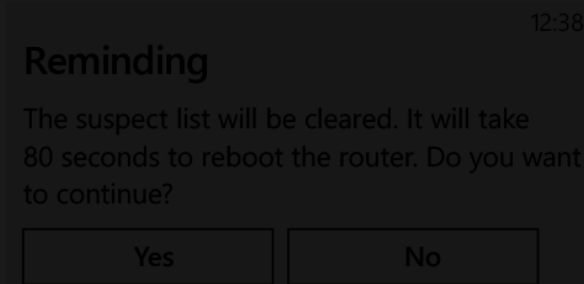 12:38
Reminding
The suspect list will be cleared. It will take
80 seconds to reboot the router. Do you want
to continue?
Yes
No